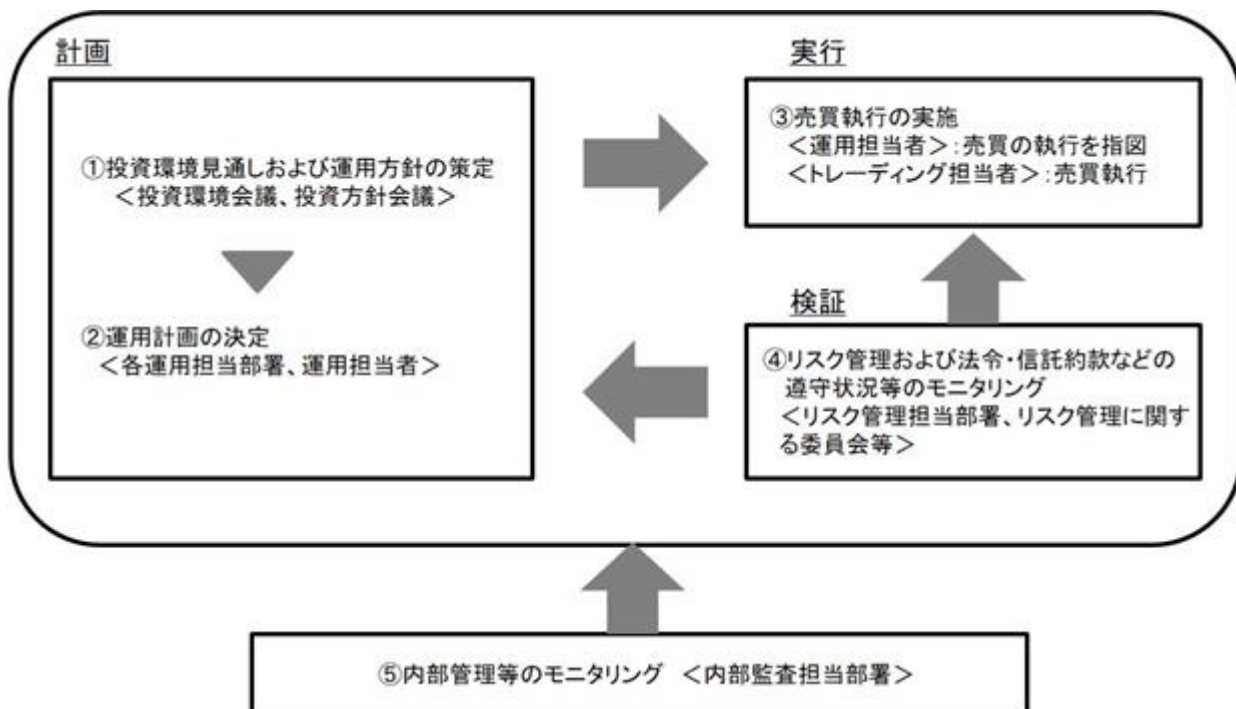 計画
①投資環境見通しおよび運用方針の策定
＜投資環境会議、投資方針会議＞
②運用計画の決定
＜各運用担当部署、運用担当者＞
実行
③売買執行の実施
＜運用担当者＞：売買の執行を指図
＜トレーディング担当者＞：売買執行
検証
④リスク管理および法令・信託約款などの
遵守状況等のモニタリング
＜リスク管理担当部署、リスク管理に関す
る委員会等＞
⑤内部管理等のモニタリング ＜内部監査担当部署＞